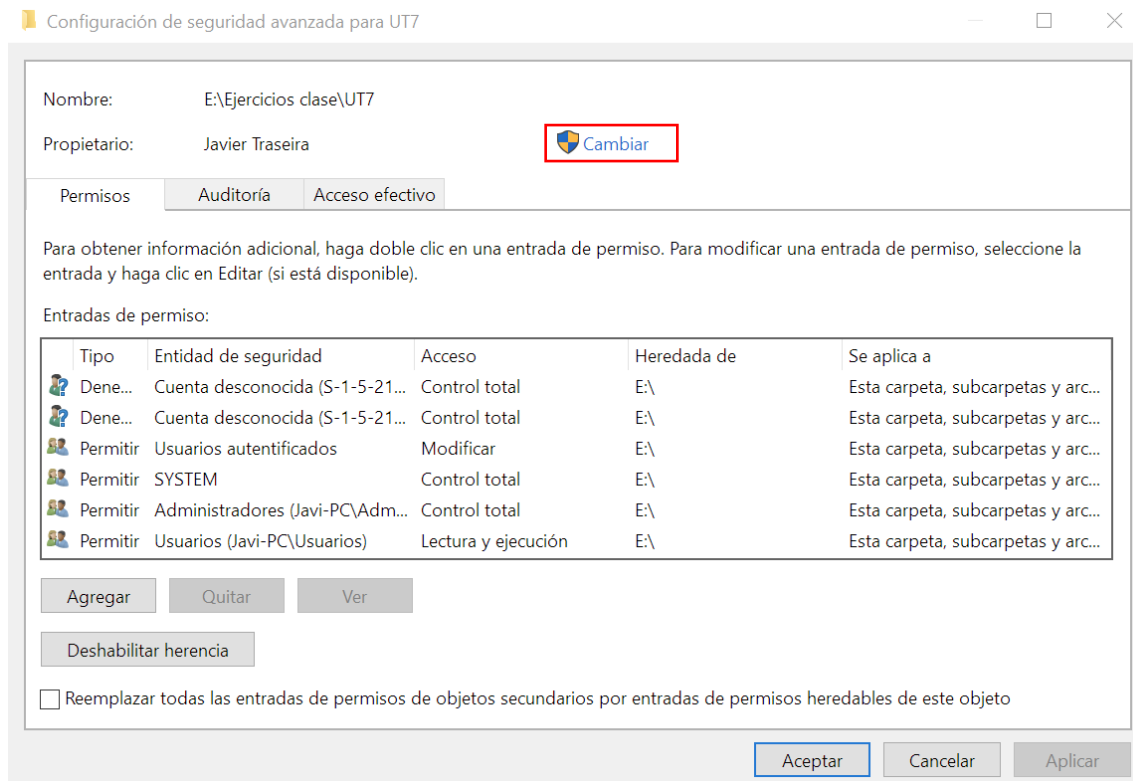 Configuración de seguridad avanzada para UT7
Nombre: E:\Ejercicios clase\UT7
Propietario: Javier Traseira Cambiar
Permisos Auditoría Acceso efectivo
Para obtener información adicional, haga doble clic en una entrada de permiso. Para modificar una entrada de permiso, seleccione la
entrada y haga clic en Editar (si está disponible).
Entradas de permiso:
Tipo Entidad de seguridad Acceso Heredada de Se aplica a
Dene... Cuenta desconocida (S-1-5-21... Control total E:\ Esta carpeta, subcarpetas y arc...
Dene... Cuenta desconocida (S-1-5-21... Control total E:\ Esta carpeta, subcarpetas y arc...
Permitir Usuarios autentificados Modificar E:\ Esta carpeta, subcarpetas y arc...
Permitir SYSTEM Control total E:\ Esta carpeta, subcarpetas y arc...
Permitir Administradores (Javi-PC\Adm... Control total E:\ Esta carpeta, subcarpetas y arc...
Permitir Usuarios (Javi-PC\Usuarios) Lectura y ejecución E:\ Esta carpeta, subcarpetas y arc...
Agregar Quitar Ver
Deshabilitar herencia
Reemplazar todas las entradas de permisos de objetos secundarios por entradas de permisos heredables de este objeto
Aceptar Cancelar Aplicar